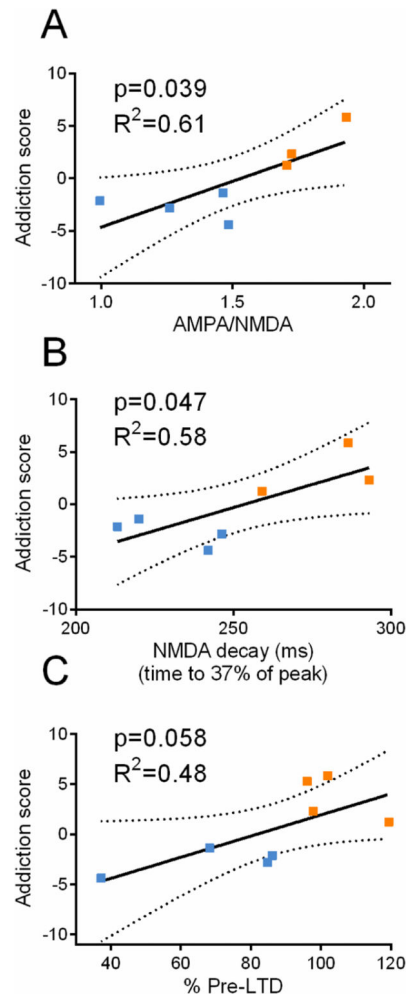 A
p=0.039
R²=0.61
Addiction score
10
5
0
-5
-10
1.0 1.5 2.0
AMPA/NMDA
B
p=0.047
R²=0.58
Addiction score
10
5
0
-5
-10
200 250 300
NMDA decay (ms)
(time to 37% of peak)
C
p=0.058
R²=0.48
Addiction score
10
5
0
-5
-10
40 60 80 100 120
% Pre-LTD